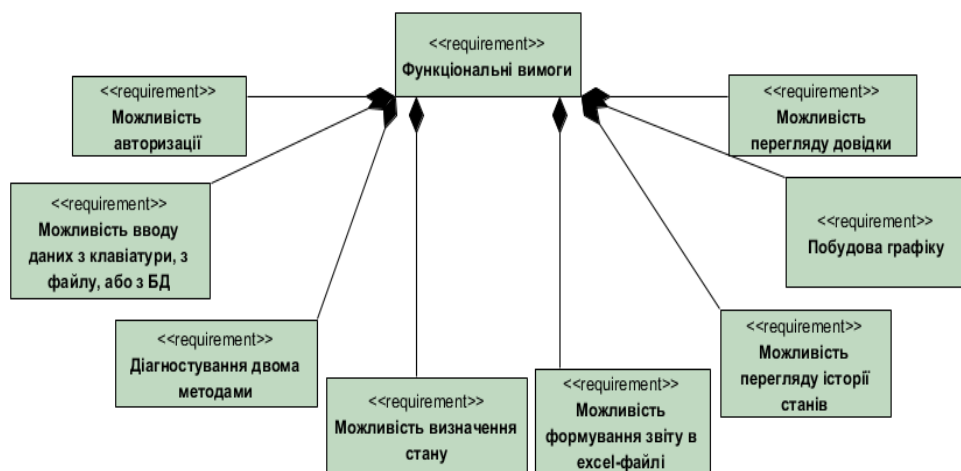 <<requirement>>
Функціональні вимоги
<<requirement>>
Можливість
авторизації
<<requirement>>
Можливість
перегляду довідки
<<requirement>>
Можливість вводу
даних з клавіатури, з
файлу, або з БД
<<requirement>>
Побудова графіку
<<requirement>>
Діагностування двома
методами
<<requirement>>
Можливість
перегляду історії
станів
<<requirement>>
Можливість визначення
стану
<<requirement>>
Можливість
формування звіту в
excel-файлі